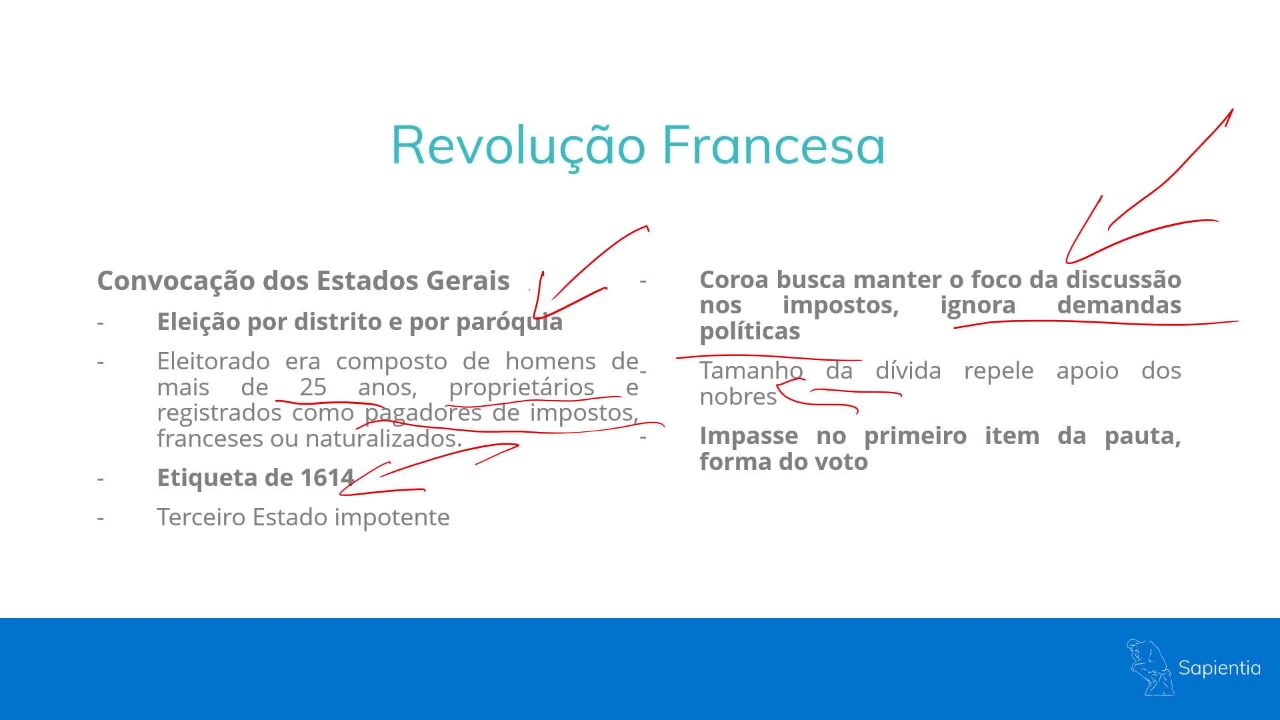 Revolução Francesa
Convocação dos Estados Gerais
- Eleição por distrito e por paróquia
- Eleitorado era composto de homens de
mais de 25 anos, proprietários e
registrados como pagadores de impostos,
franceses ou naturalizados.
- Etiqueta de 1614
- Terceiro Estado impotente
- Coroa busca manter o foco da discussão
nos impostos, ignora demandas
políticas
- Tamanho da dívida repele apoio dos
nobres
- Impasse no primeiro item da pauta,
forma do voto
Sapientia